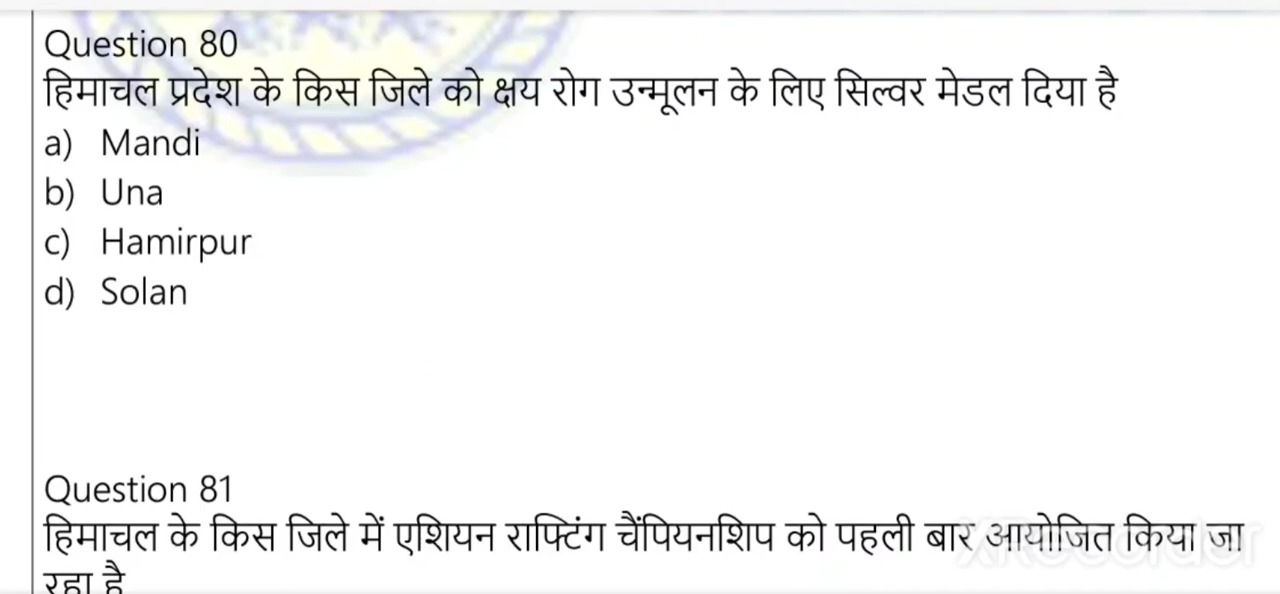 Question 80
हिमाचल प्रदेश के किस जिले को क्षय रोग उन्मूलन के लिए सिल्वर मेडल दिया है
a) Mandi
b) Una
c) Hamirpur
d) Solan
Question 81
हिमाचल के किस जिले में एशियन राफ्टिंग चैंपियनशिप को पहली बार आयोजित किया जा
रहा है
XRecorder